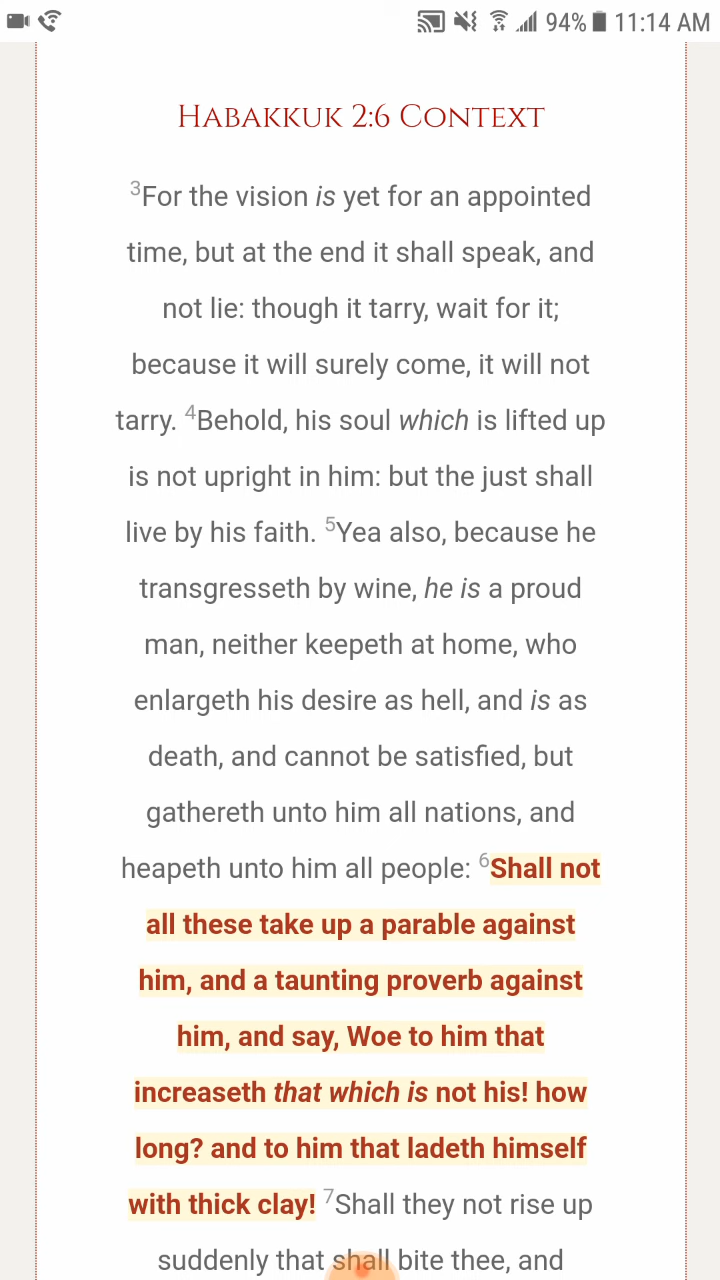 94% 11:14 AM
Habakkuk 2:6 Context
3For the vision is yet for an appointed
time, but at the end it shall speak, and
not lie: though it tarry, wait for it;
because it will surely come, it will not
tarry. 4Behold, his soul which is lifted up
is not upright in him: but the just shall
live by his faith. 5Yea also, because he
transgresseth by wine, he is a proud
man, neither keepeth at home, who
enlargeth his desire as hell, and is as
death, and cannot be satisfied, but
gathereth unto him all nations, and
heapeth unto him all people: 6Shall not
all these take up a parable against
him, and a taunting proverb against
him, and say, Woe to him that
increaseth that which is not his! how
long? and to him that ladeth himself
with thick clay! 7Shall they not rise up
suddenly that shall bite thee, and